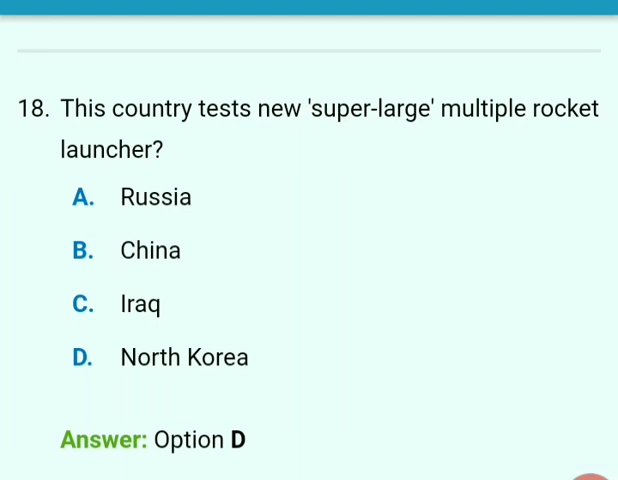 18. This country tests new 'super-large' multiple rocket
launcher?
A. Russia
B. China
C. Iraq
D. North Korea
Answer: Option D